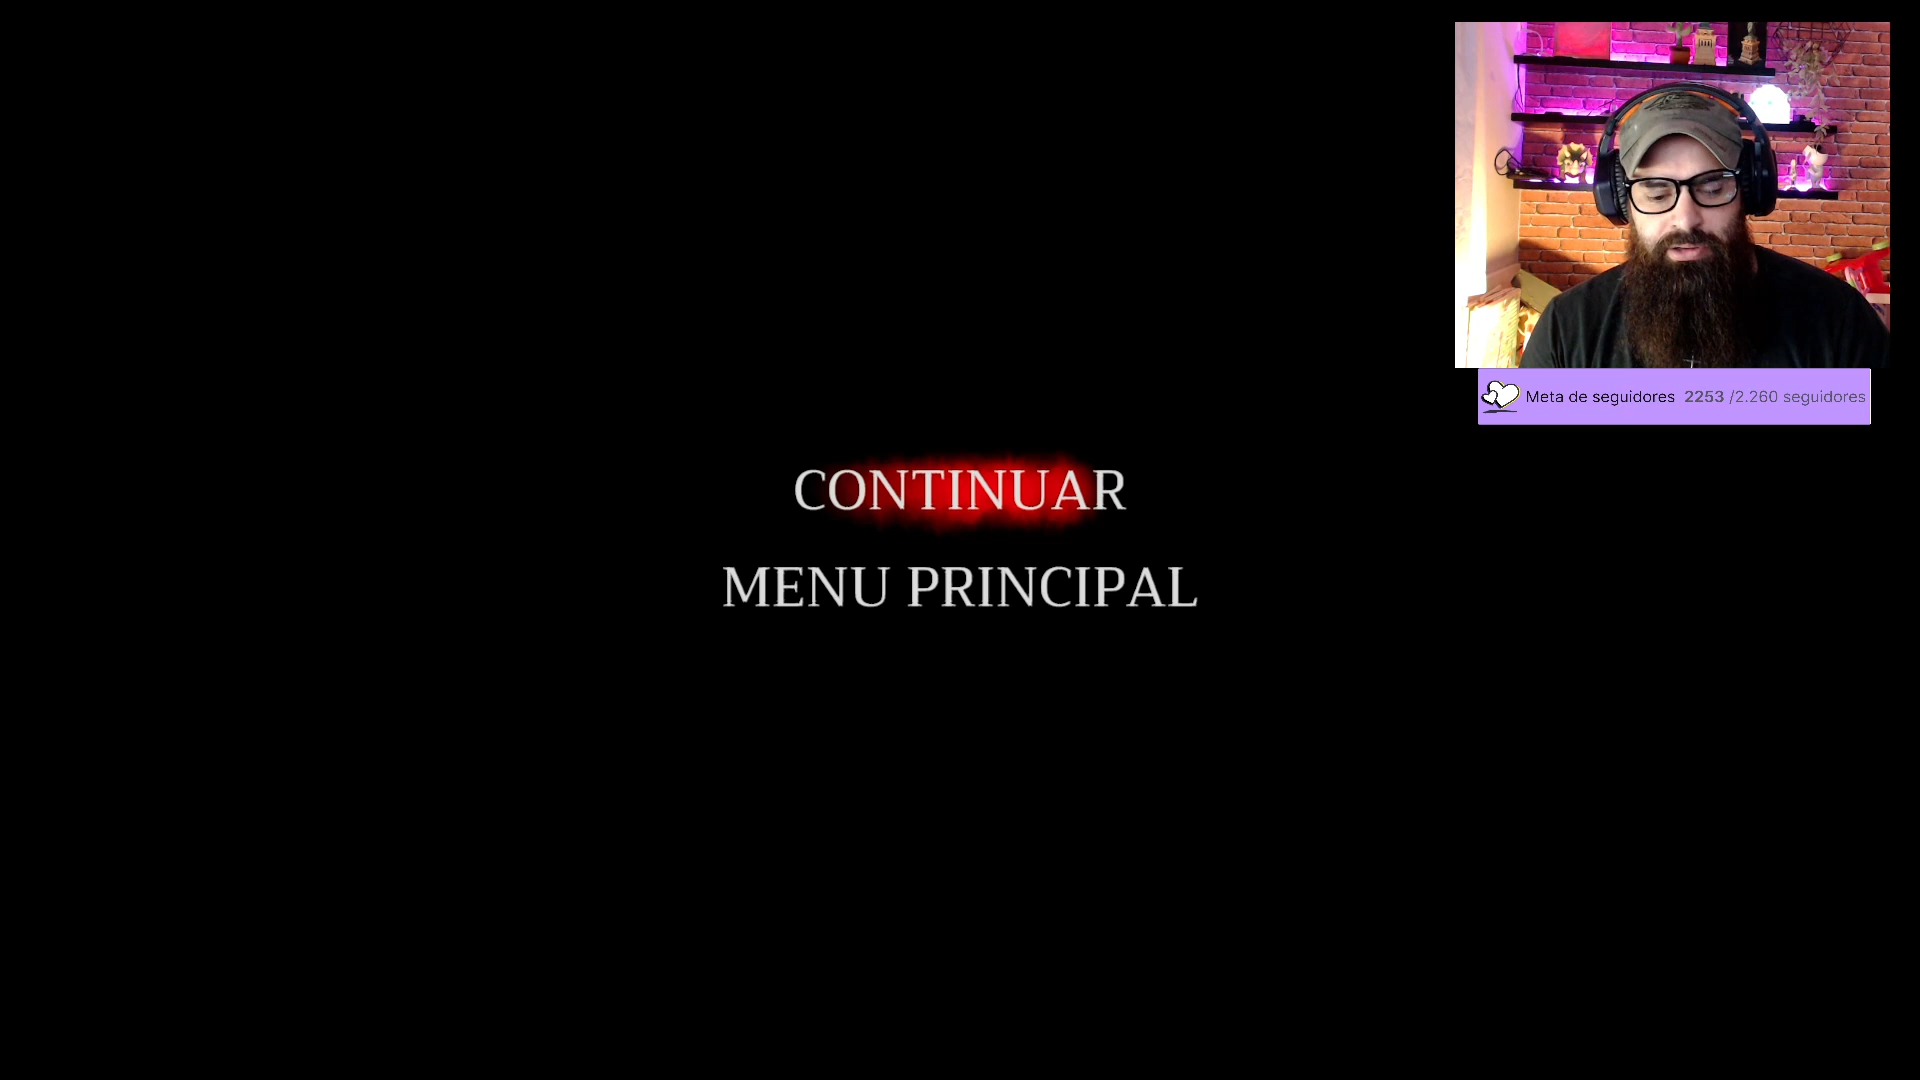 Meta de seguidores 2253 /2.260 seguidores
CONTINUAR
MENU PRINCIPAL